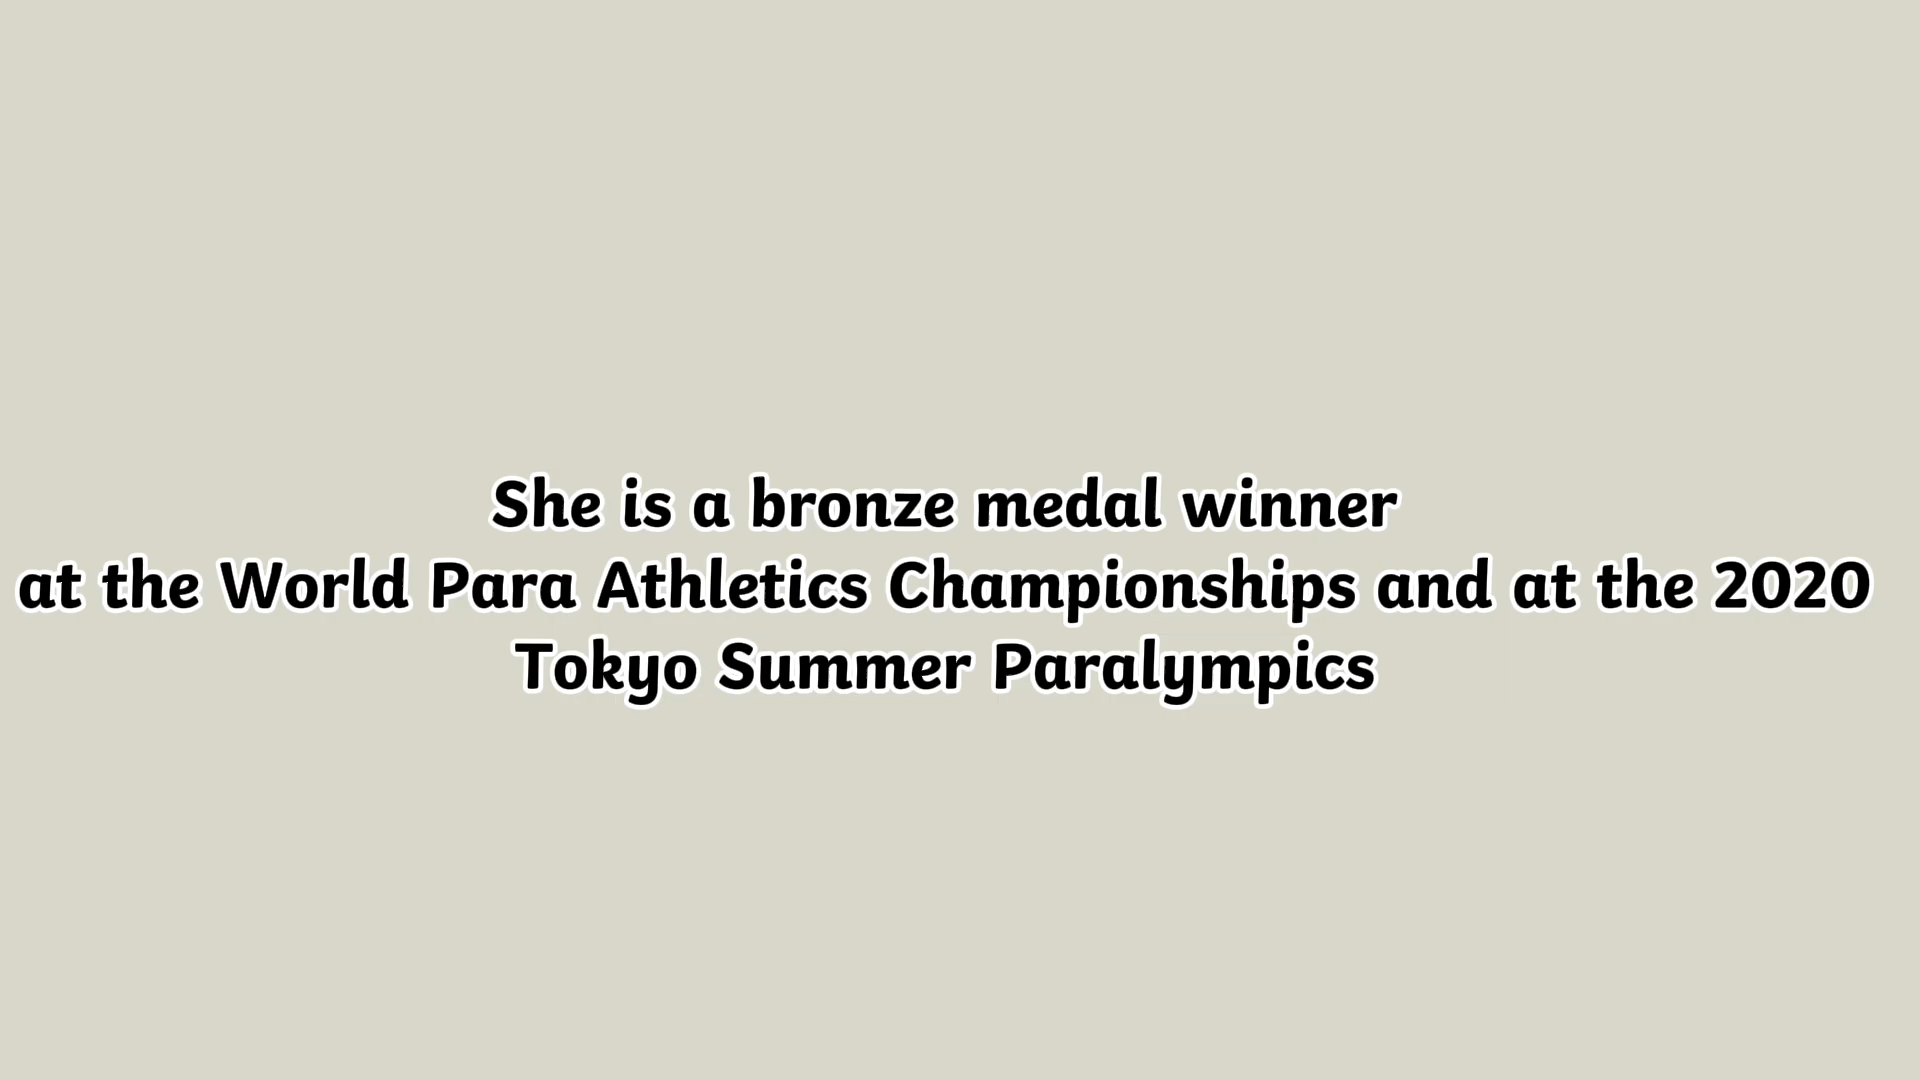 She is a bronze medal winner
at the World Para Athletics Championships and at the 2020
Tokyo Summer Paralympics